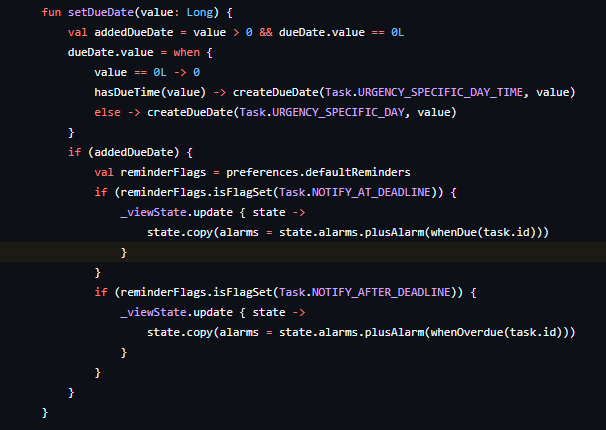 fun setDueDate(value: Long) {
    val addedDueDate = value > 0 && dueDate.value == 0L
    dueDate.value = when {
        value == 0L -> 0
        hasDueTime(value) -> createDueDate(Task.URGENCY_SPECIFIC_DAY_TIME, value)
        else -> createDueDate(Task.URGENCY_SPECIFIC_DAY, value)
    }
    if (addedDueDate) {
        val reminderFlags = preferences.defaultReminders
        if (reminderFlags.isFlagSet(Task.NOTIFY_AT_DEADLINE)) {
            _viewState.update { state ->
                state.copy(alarms = state.alarms.plusAlarm(whenDue(task.id)))
            }
        }
        if (reminderFlags.isFlagSet(Task.NOTIFY_AFTER_DEADLINE)) {
            _viewState.update { state ->
                state.copy(alarms = state.alarms.plusAlarm(whenOverdue(task.id)))
            }
        }
    }
}